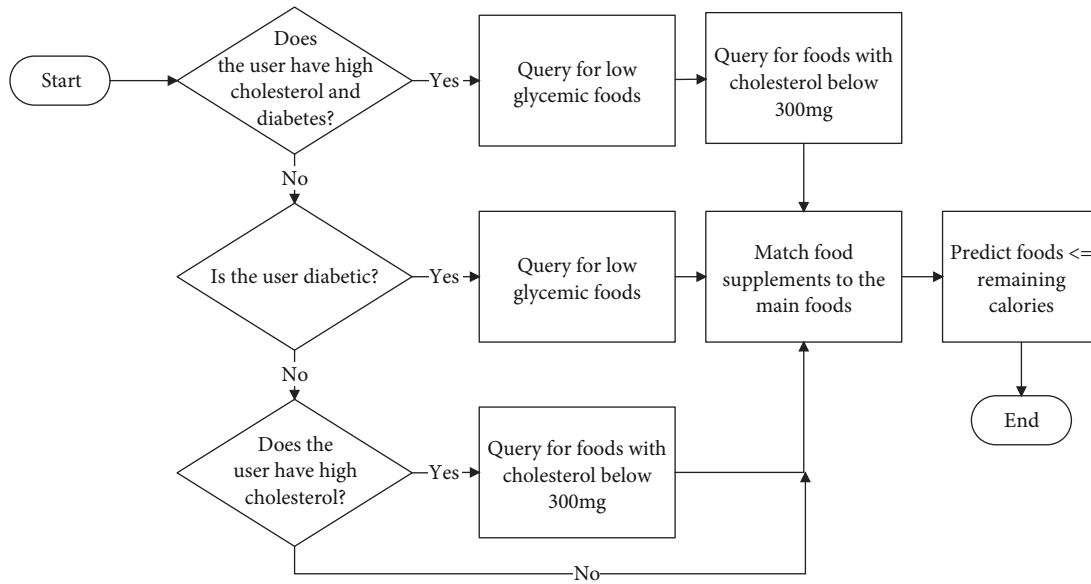 Start
Does
the user have high
cholesterol and
diabetes?
Yes
Query for low
glycemic foods
Query for foods with
cholesterol below
300mg
No
Is the user diabetic?
Yes
Query for low
glycemic foods
Match food
supplements to the
main foods
Predict foods <=
remaining
calories
No
Does the
user have high
cholesterol?
Yes
Query for foods with
cholesterol below
300mg
End
No